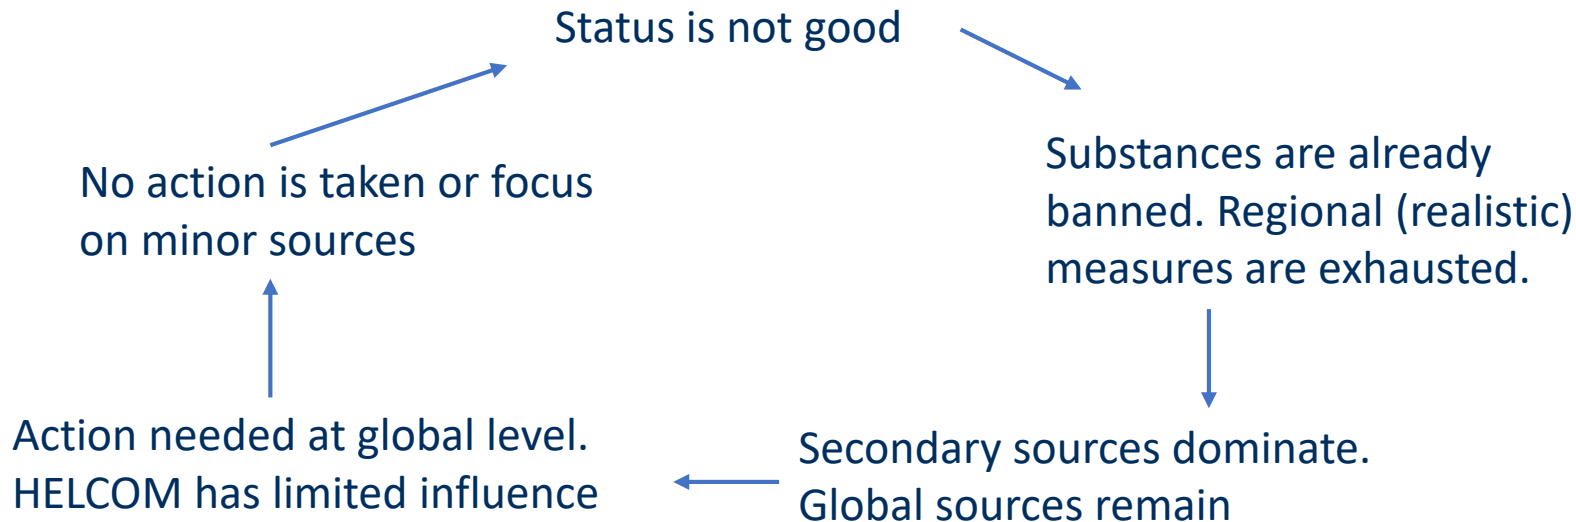 Status is not good
Substances are already
banned. Regional (realistic)
measures are exhausted.
Secondary sources dominate.
Global sources remain
Action needed at global level.
HELCOM has limited influence
No action is taken or focus
on minor sources